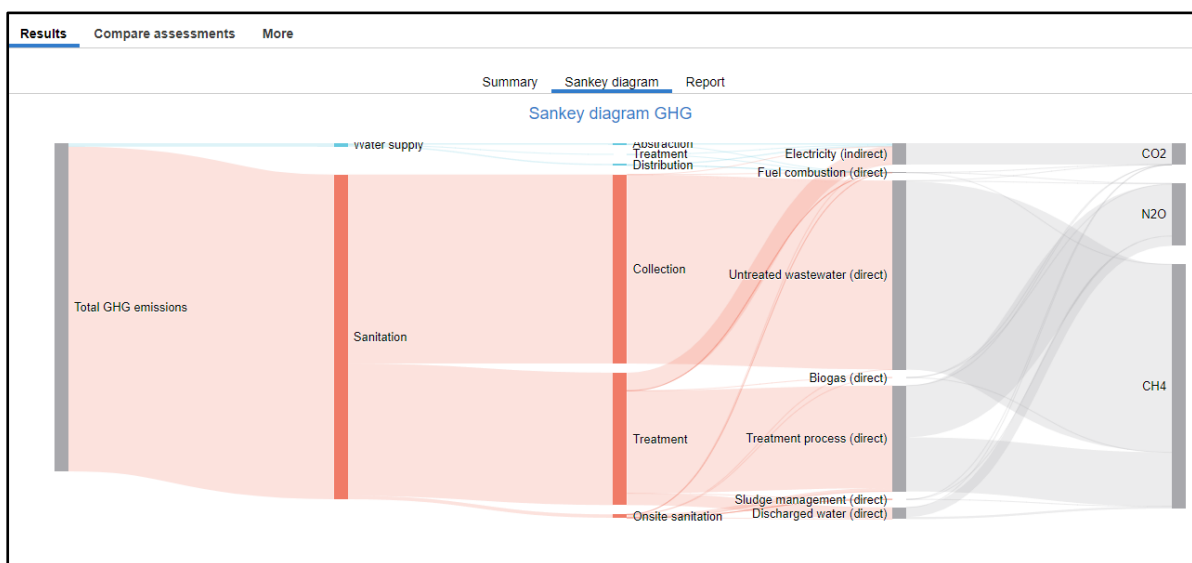 Results Compare assessments More
Summary Sankey diagram Report
Sankey diagram GHG
Total GHG emissions
Water supply
Sanitation
Abstraction
Treatment
Distribution
Collection
Treatment
Onsite sanitation
Electricity (indirect)
Fuel combustion (direct)
Untreated wastewater (direct)
Biogas (direct)
Treatment process (direct)
Sludge management (direct)
Discharged water (direct)
CO2
N2O
CH4